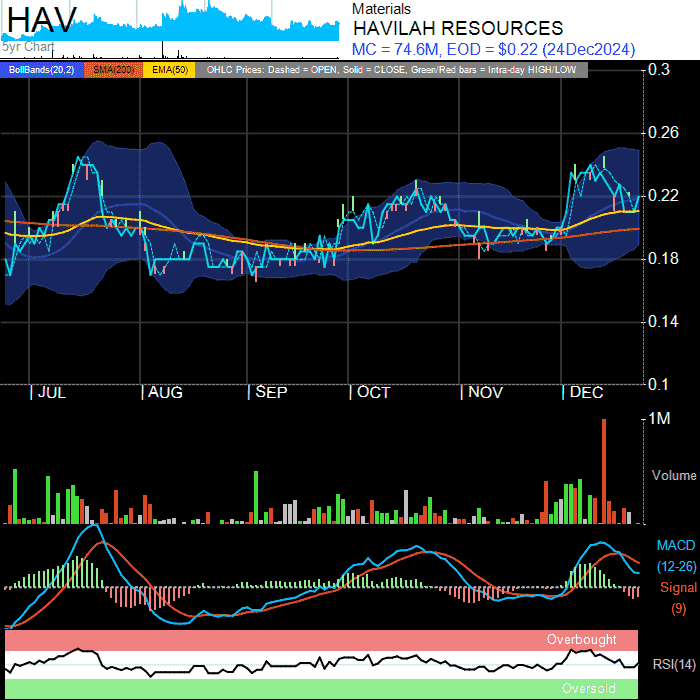 HAV
5yr Chart
Materials
HAVILAH RESOURCES
MC = 74.6M, EOD = $0.22 (24Dec2024)
BollBands(20,2) SMA(200) EMA(50) OHLC Prices: Dashed = OPEN, Solid = CLOSE, Green/Red bars = Intra-day HIGH/LOW
0.3
0.26
0.22
0.18
0.14
0.1
JUL AUG SEP OCT NOV DEC
1M
Volume
MACD
(12-26)
Signal
(9)
Overbought
RSI(14)
Oversold